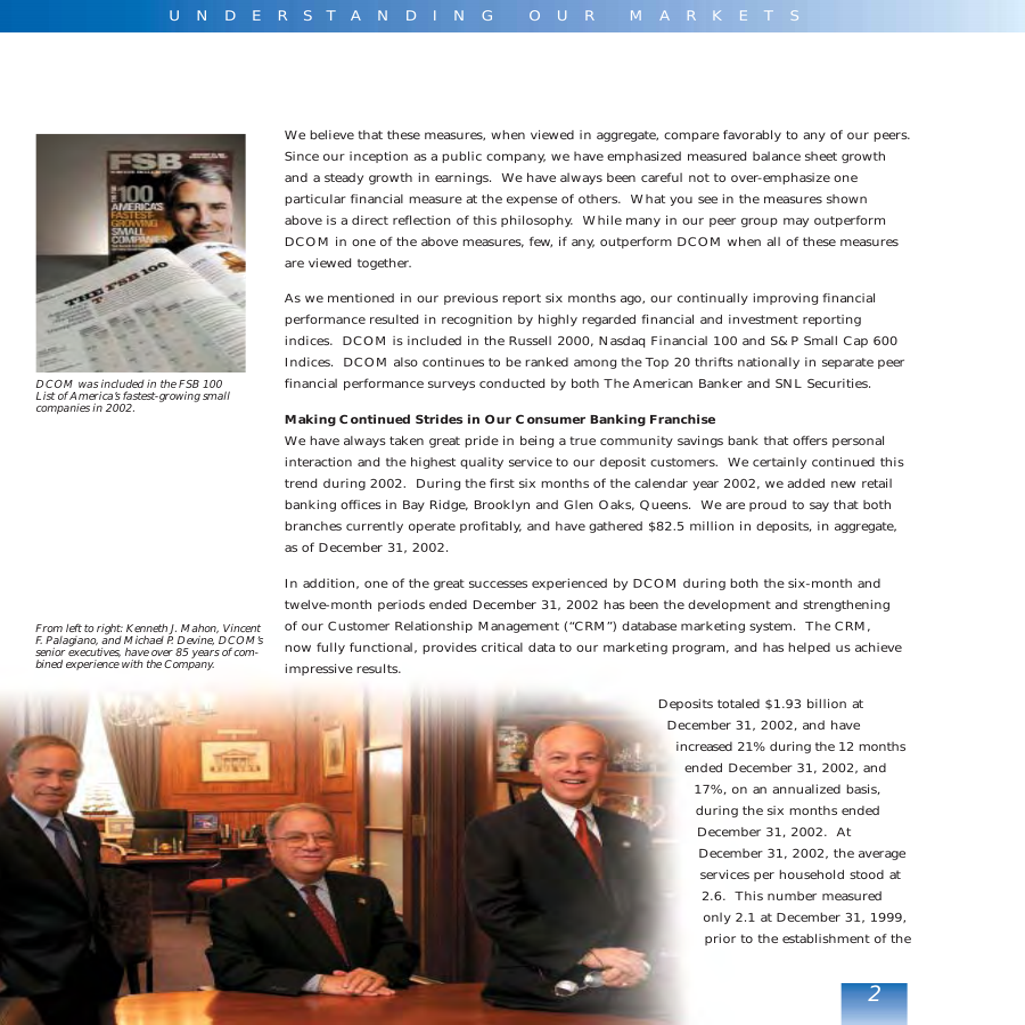 UNDERSTANDING OUR MARKETS
FSB
100
AMERICA'S
FASTEST-
GROWING
SMALL
COMPANIES
THE FSB 100
DCOM was included in the FSB 100
List of America's fastest-growing small
companies in 2002.
We believe that these measures, when viewed in aggregate, compare favorably to any of our peers.
Since our inception as a public company, we have emphasized measured balance sheet growth
and a steady growth in earnings. We have always been careful not to over-emphasize one
particular financial measure at the expense of others. What you see in the measures shown
above is a direct reflection of this philosophy. While many in our peer group may outperform
DCOM in one of the above measures, few, if any, outperform DCOM when all of these measures
are viewed together.
As we mentioned in our previous report six months ago, our continually improving financial
performance resulted in recognition by highly regarded financial and investment reporting
indices. DCOM is included in the Russell 2000, Nasdaq Financial 100 and S&P Small Cap 600
Indices. DCOM also continues to be ranked among the Top 20 thrifts nationally in separate peer
financial performance surveys conducted by both The American Banker and SNL Securities.
Making Continued Strides in Our Consumer Banking Franchise
We have always taken great pride in being a true community savings bank that offers personal
interaction and the highest quality service to our deposit customers. We certainly continued this
trend during 2002. During the first six months of the calendar year 2002, we added new retail
banking offices in Bay Ridge, Brooklyn and Glen Oaks, Queens. We are proud to say that both
branches currently operate profitably, and have gathered $82.5 million in deposits, in aggregate,
as of December 31, 2002.
In addition, one of the great successes experienced by DCOM during both the six-month and
twelve-month periods ended December 31, 2002 has been the development and strengthening
of our Customer Relationship Management (“CRM”) database marketing system. The CRM,
now fully functional, provides critical data to our marketing program, and has helped us achieve
impressive results.
From left to right: Kenneth J. Mahon, Vincent
F. Palagiano, and Michael P. Devine, DCOM's
senior executives, have over 85 years of com-
bined experience with the Company.
Deposits totaled $1.93 billion at
December 31, 2002, and have
increased 21% during the 12 months
ended December 31, 2002, and
17%, on an annualized basis,
during the six months ended
December 31, 2002. At
December 31, 2002, the average
services per household stood at
2.6. This number measured
only 2.1 at December 31, 1999,
prior to the establishment of the
2